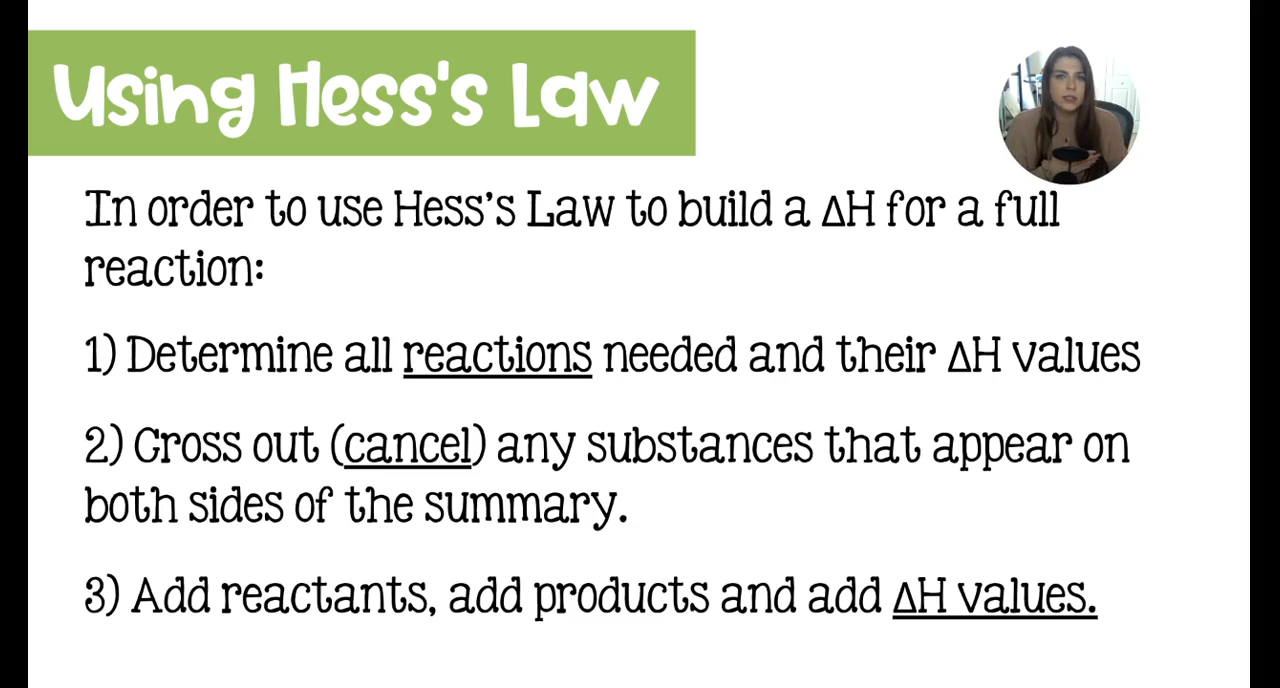 Using Hess's Law
In order to use Hess's Law to build a ΔH for a full
reaction:
1) Determine all reactions needed and their ΔH values
2) Cross out (cancel) any substances that appear on
both sides of the summary.
3) Add reactants, add products and add ΔH values.